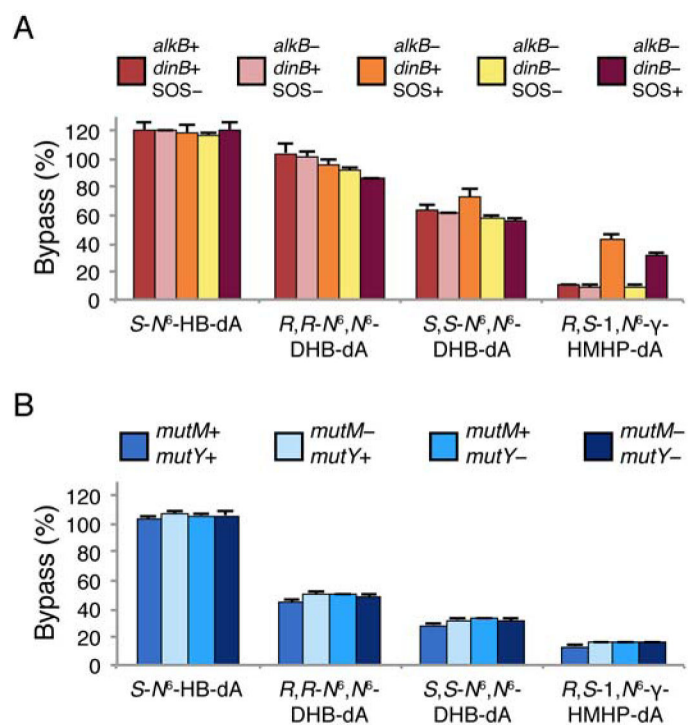 A
alkB+ alkB– alkB– alkB– alkB–
dinB+ dinB+ dinB+ dinB– dinB–
SOS– SOS– SOS+ SOS– SOS+
120
100
80
60
40
20
0
Bypass (%)
S-N⁶-HB-dA R,R-N⁶,N⁶- S,S-N⁶,N⁶- R,S-1,N⁶-γ-
DHB-dA DHB-dA HMHP-dA
B
mutM+ mutM– mutM+ mutM–
mutY+ mutY+ mutY– mutY–
120
100
80
60
40
20
0
Bypass (%)
S-N⁶-HB-dA R,R-N⁶,N⁶- S,S-N⁶,N⁶- R,S-1,N⁶-γ-
DHB-dA DHB-dA HMHP-dA